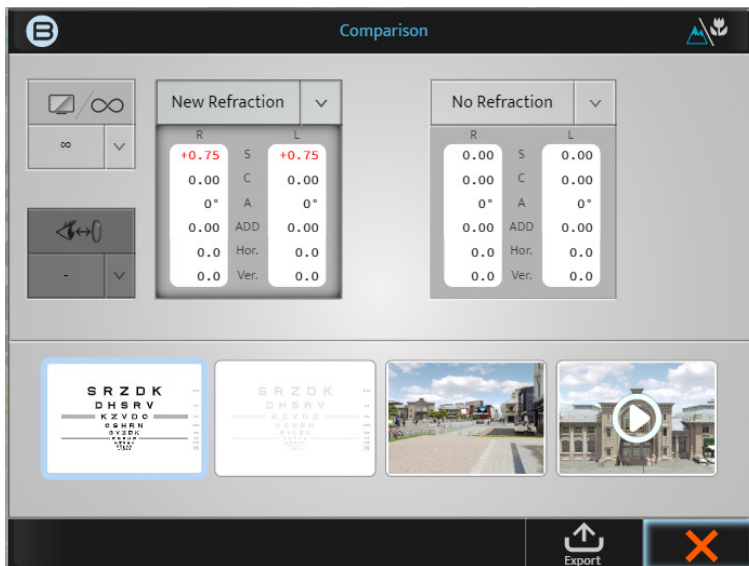 B Comparison
∞
∞
-
New Refraction
R L
+0.75 S +0.75
0.00 C 0.00
0° A 0°
0.00 ADD 0.00
0.0 Hor. 0.0
0.0 Ver. 0.0
No Refraction
R L
0.00 S 0.00
0.00 C 0.00
0° A 0°
0.00 ADD 0.00
0.0 Hor. 0.0
0.0 Ver. 0.0
S R Z D K
D H S R V
K Z V D C
O S H R N
S R Z D K
D H S R V
K Z V D C
Export